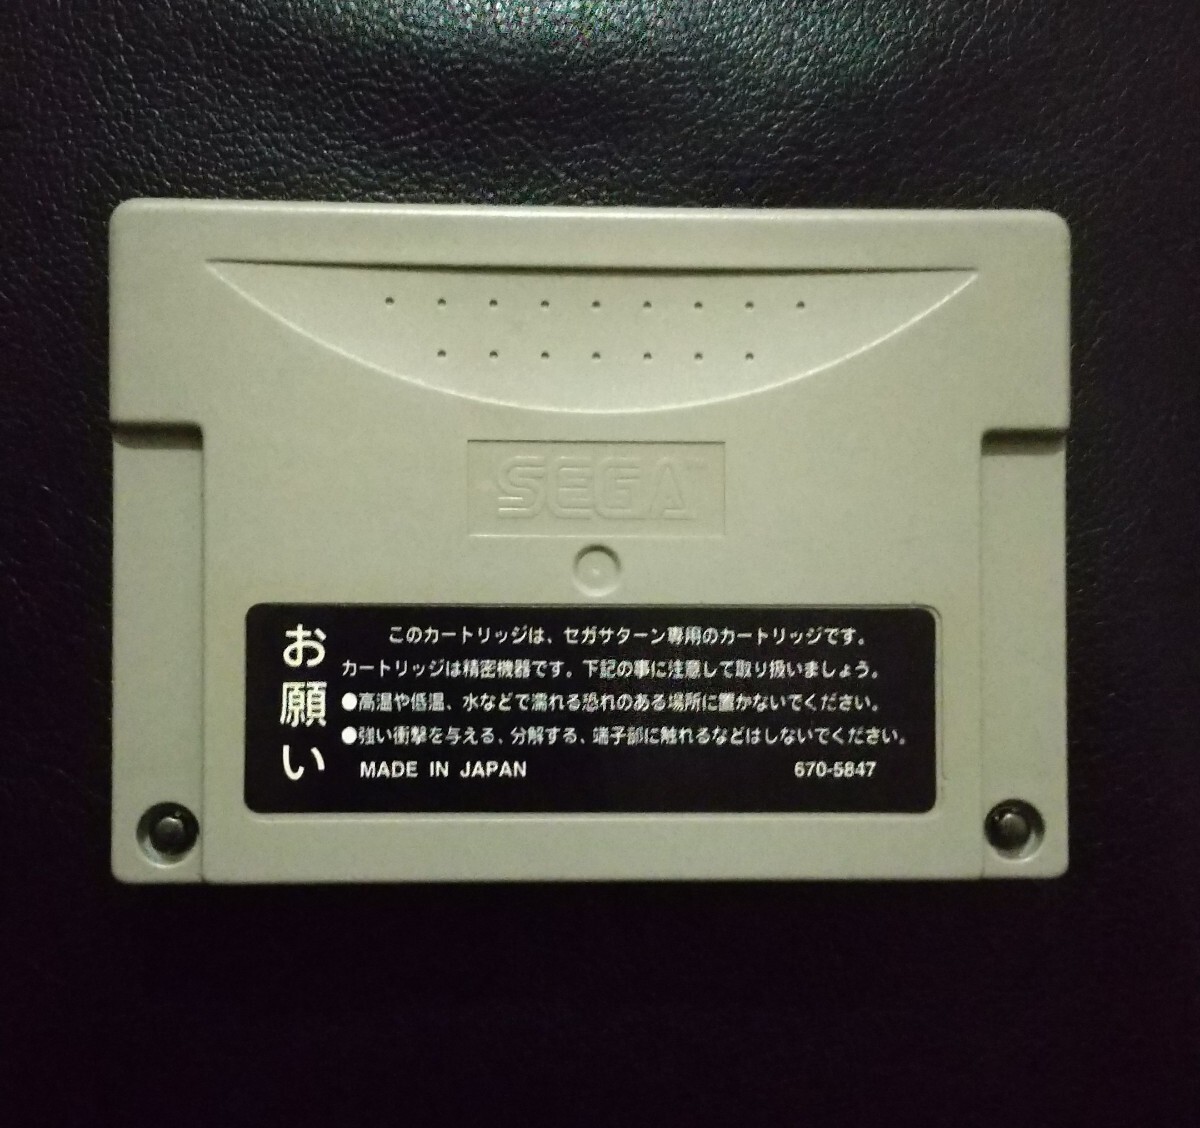 SEGA™
お願い
このカートリッジは、セガサターン専用のカートリッジです。
カートリッジは精密機器です。下記の事に注意して取り扱いましょう。
●高温や低温、水などで濡れる恐れのある場所に置かないでください。
●強い衝撃を与える、分解する、端子部に触れるなどはしないでください。
MADE IN JAPAN 670-5847